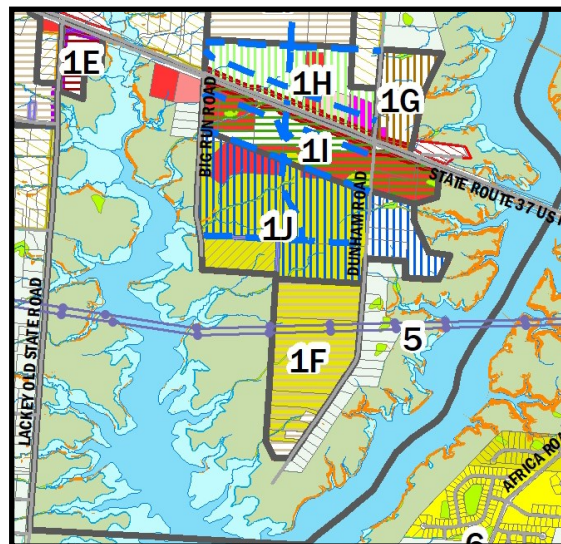 1E
1H
1G
BIG RUN ROAD
1I
STATE ROUTE 37 US
1J
DUNHAM ROAD
LACKEY OLD STATE ROAD
5
1F
AFRICA
6